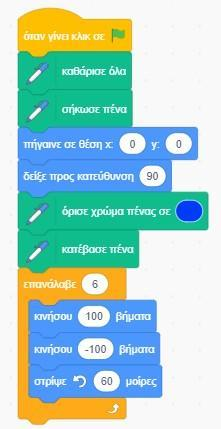 όταν γίνει κλικ σε
καθάρισε όλα
σήκωσε πένα
πήγαινε σε θέση x: 0 y: 0
δείξε προς κατεύθυνση 90
όρισε χρώμα πένας σε
κατέβασε πένα
επανάλαβε 6
κινήσου 100 βήματα
κινήσου -100 βήματα
στρίψε 60 μοίρες